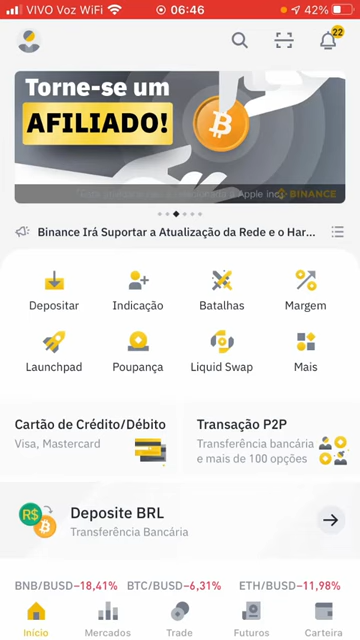 VIVO Voz WiFi
06:46
42%
22
Torne-se um
AFILIADO!
BINANCE
Binance Irá Suportar a Atualização da Rede e o Har...
Depositar
Indicação
Batalhas
Margem
Launchpad
Poupança
Liquid Swap
Mais
Cartão de Crédito/Débito
Visa, Mastercard
Transação P2P
Transferência bancária
e mais de 100 opções
R$
Deposite BRL
Transferência Bancária
BNB/BUSD-18,41%
BTC/BUSD-6,31%
ETH/BUSD-11,98%
Início
Mercados
Trade
Futuros
Carteira